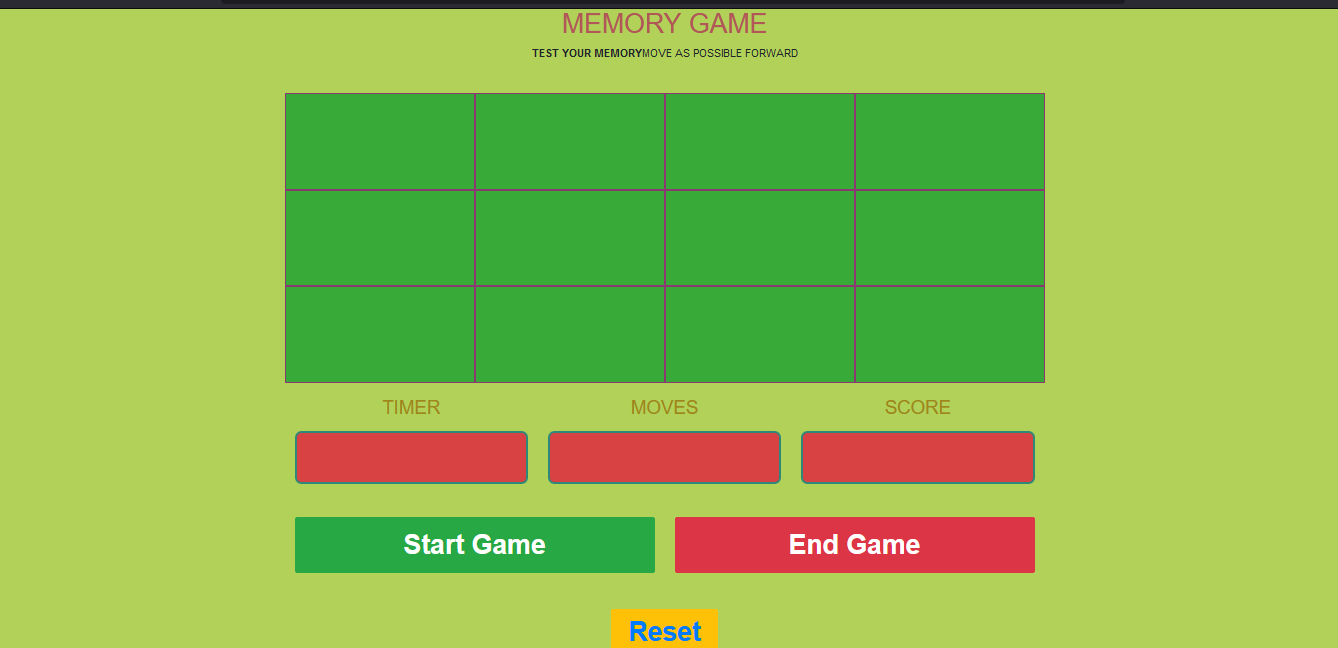 MEMORY GAME
TEST YOUR MEMORYMOVE AS POSSIBLE FORWARD
TIMER MOVES SCORE
Start Game End Game
Reset